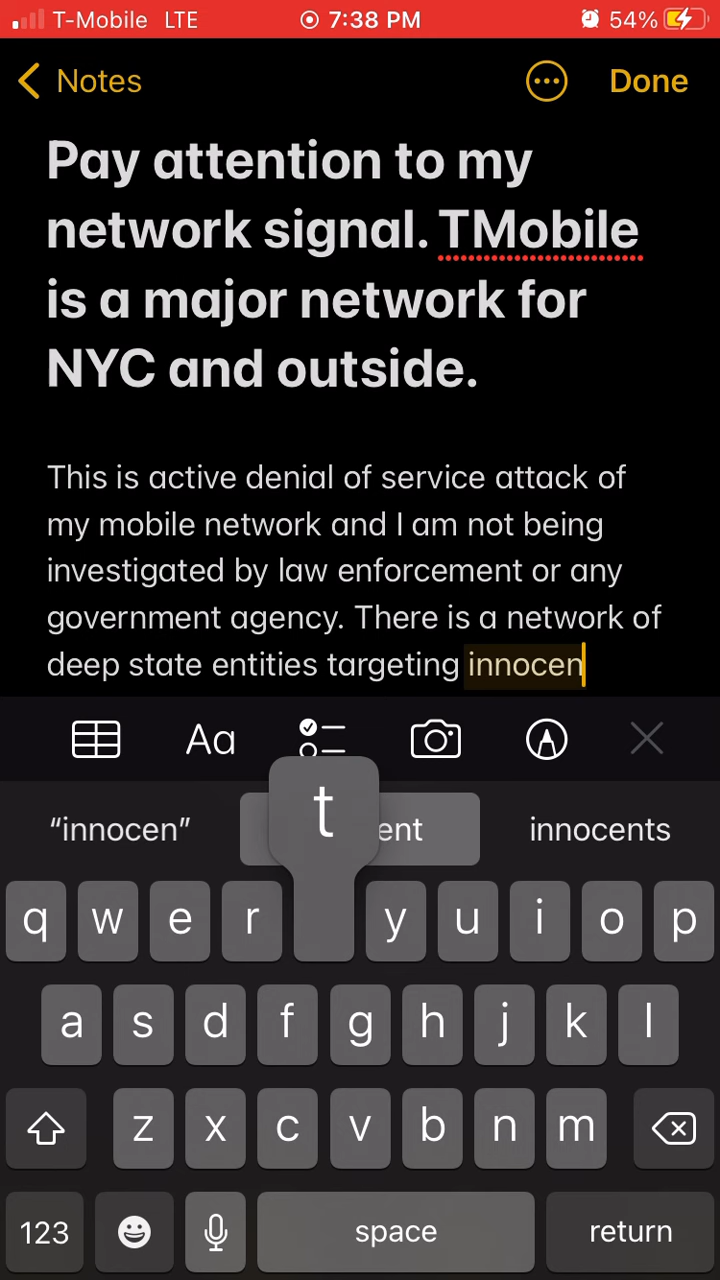 T-Mobile LTE 7:38 PM 54%
Notes Done
Pay attention to my
network signal. TMobile
is a major network for
NYC and outside.
This is active denial of service attack of
my mobile network and I am not being
investigated by law enforcement or any
government agency. There is a network of
deep state entities targeting innocen
Aa
“innocen” ent innocents
t
q w e r y u i o p
a s d f g h j k l
z x c v b n m
123 space return